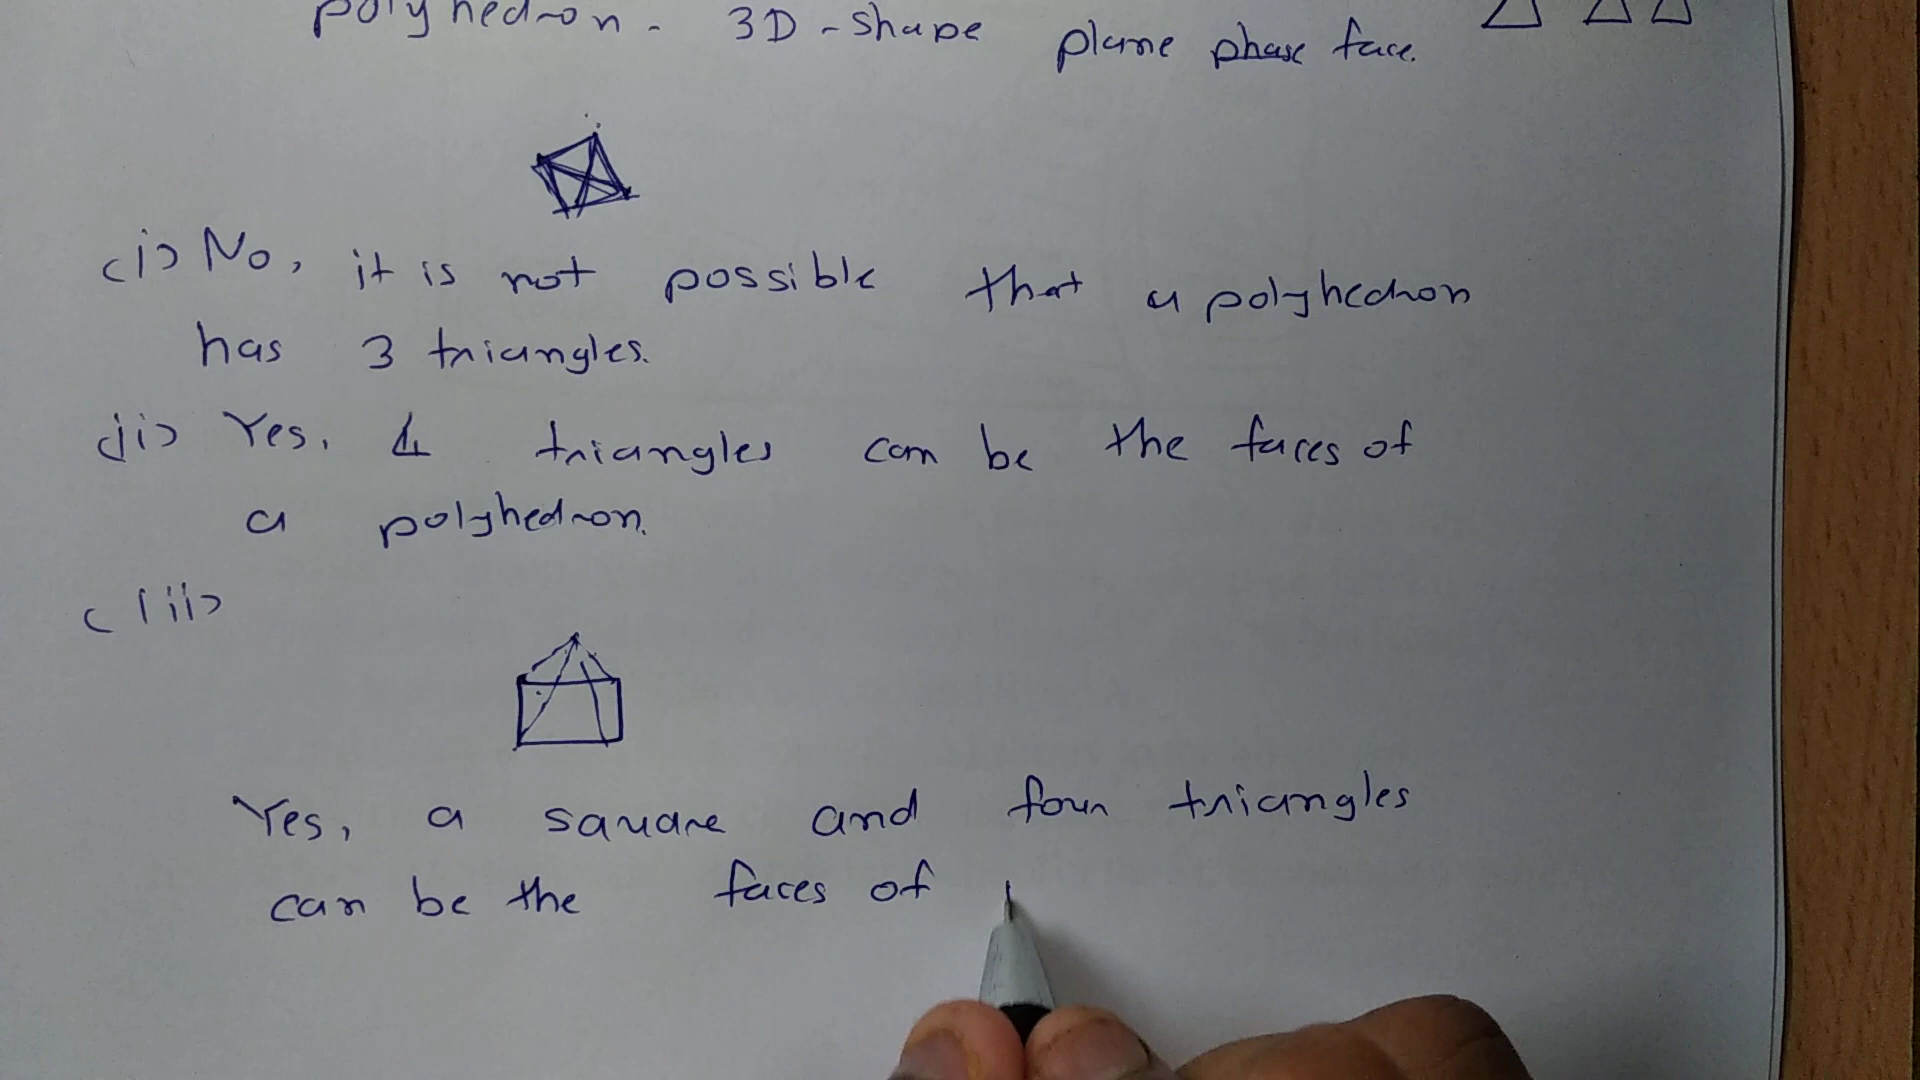 polyhedron - 3D - shape plane phase face.
(i) No, it is not possible that a polyhedron
has 3 triangles.
(ii) Yes, 4 triangles can be the faces of
a polyhedron.
(iii)
Yes, a square and four triangles
can be the faces of